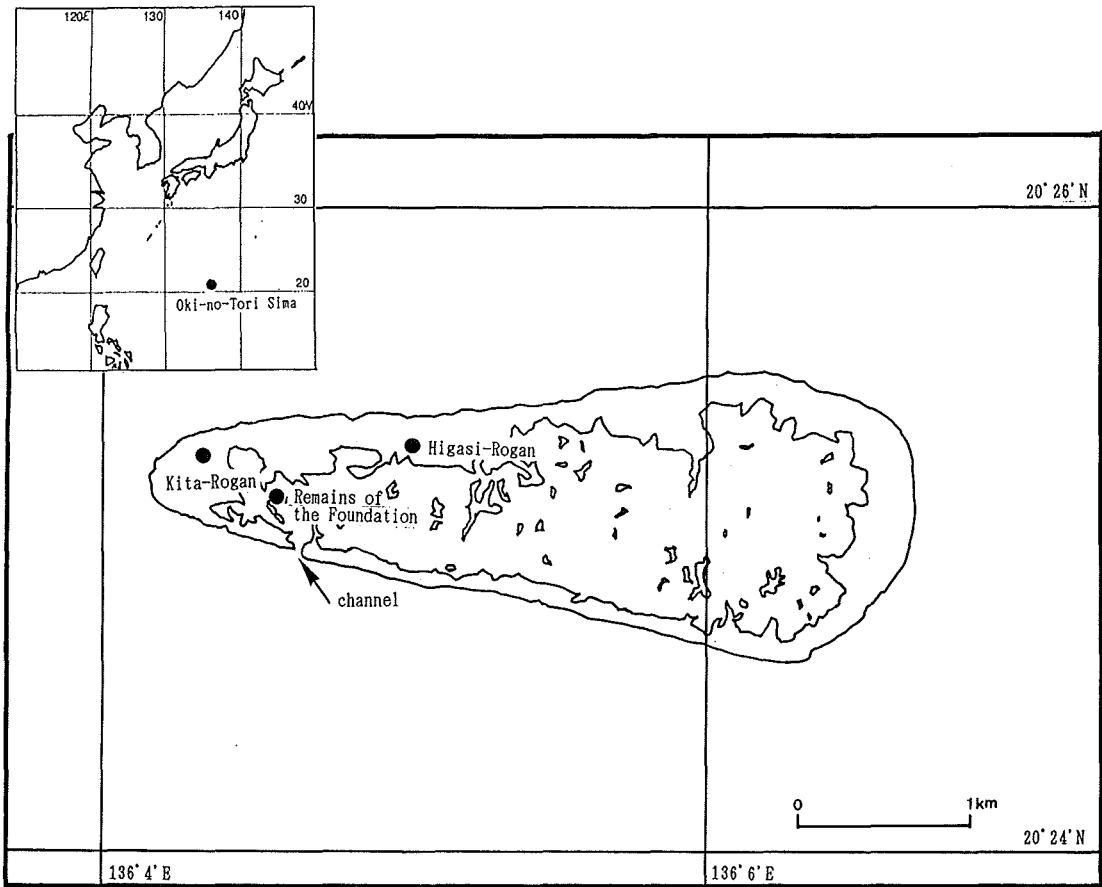 120E 130 140
40N
30
20
Oki-no-Tori Sima
20° 26' N
Higasi-Rogan
Kita-Rogan
Remains of
the Foundation
channel
0 1km
20° 24' N
136° 4' E 136° 6' E